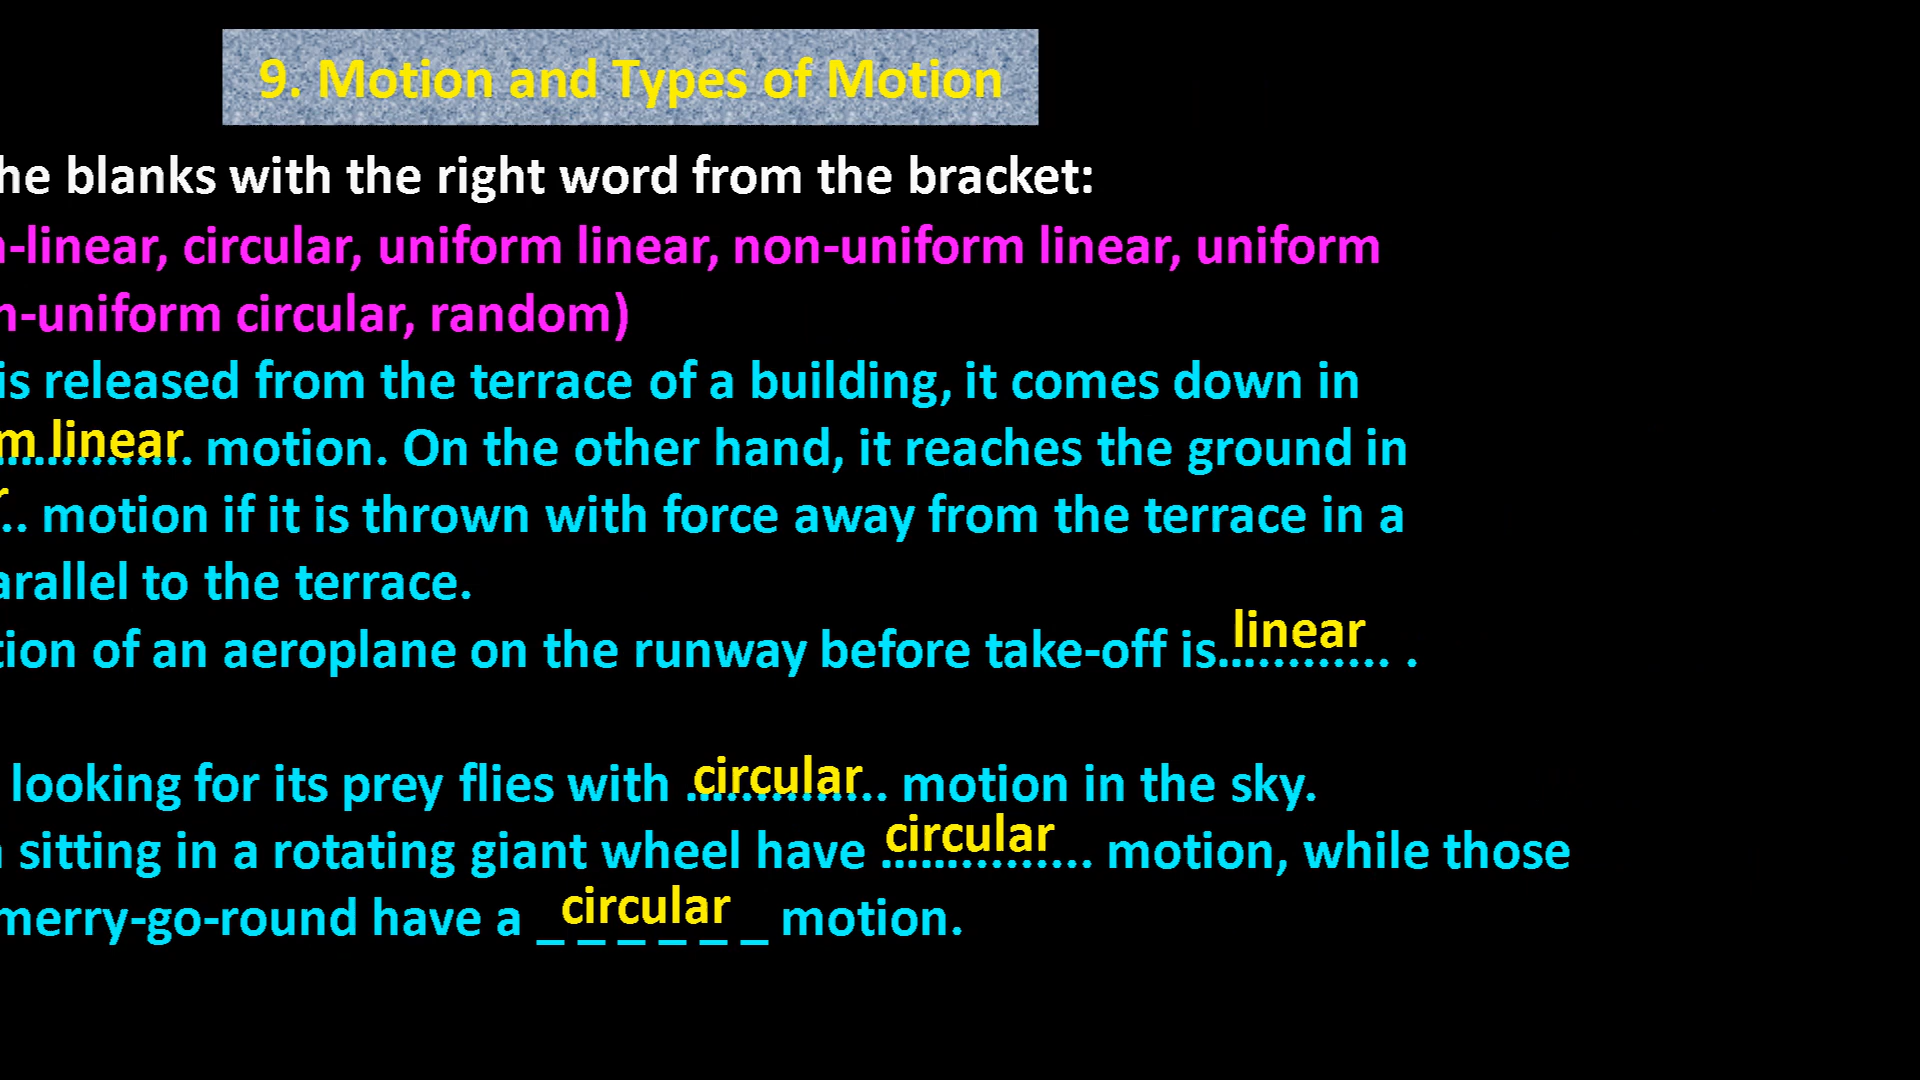 9. Motion and Types of Motion
he blanks with the right word from the bracket:
-linear, circular, uniform linear, non-uniform linear, uniform
n-uniform circular, random)
is released from the terrace of a building, it comes down in
m linear.............. motion. On the other hand, it reaches the ground in
r.. motion if it is thrown with force away from the terrace in a
arallel to the terrace.
tion of an aeroplane on the runway before take-off is linear............. .
looking for its prey flies with circular.............. motion in the sky.
n sitting in a rotating giant wheel have circular............... motion, while those
merry-go-round have a circular _ _ _ _ _ _ motion.